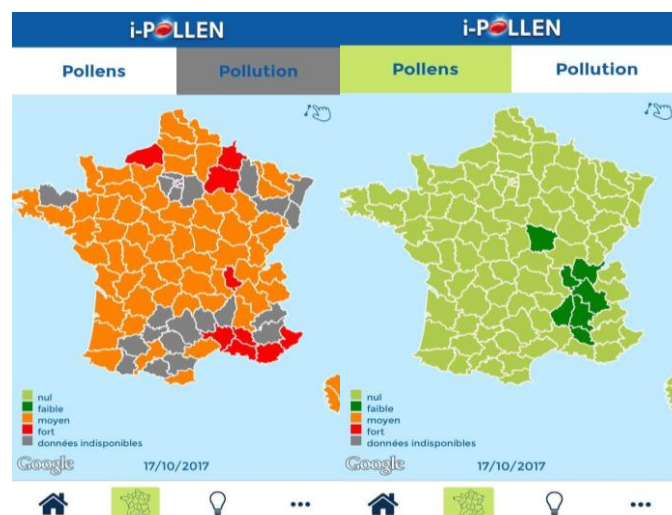 i-POLLEN
Pollens
Pollution
nul
faible
moyen
fort
données indisponibles
Google
17/10/2017
i-POLLEN
Pollens
Pollution
nul
faible
moyen
fort
données indisponibles
Google
17/10/2017